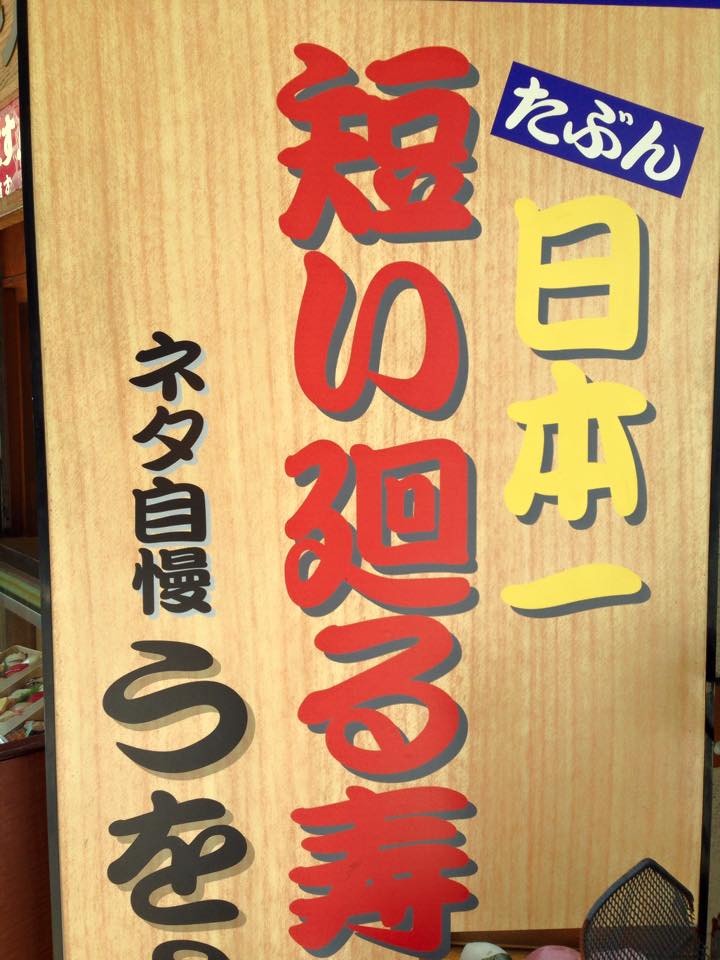 たぶん
日本一
短い廻る寿
ネタ自慢
うを